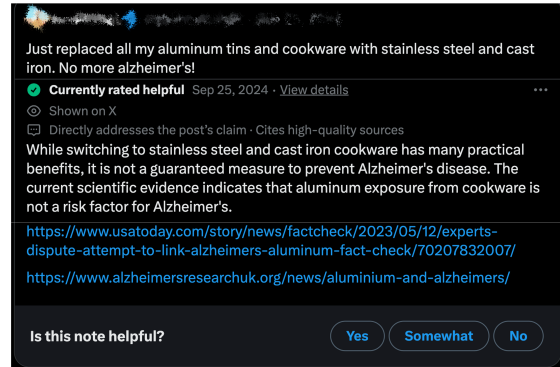 Just replaced all my aluminum tins and cookware with stainless steel and cast
iron. No more alzheimer's!
Currently rated helpful Sep 25, 2024 · View details
Shown on X
Directly addresses the post's claim · Cites high-quality sources
While switching to stainless steel and cast iron cookware has many practical
benefits, it is not a guaranteed measure to prevent Alzheimer's disease. The
current scientific evidence indicates that aluminum exposure from cookware is
not a risk factor for Alzheimer's.
https://www.usatoday.com/story/news/factcheck/2023/05/12/experts-
dispute-attempt-to-link-alzheimers-aluminum-fact-check/70207832007/
https://www.alzheimersresearchuk.org/news/aluminium-and-alzheimers/
Is this note helpful? Yes Somewhat No